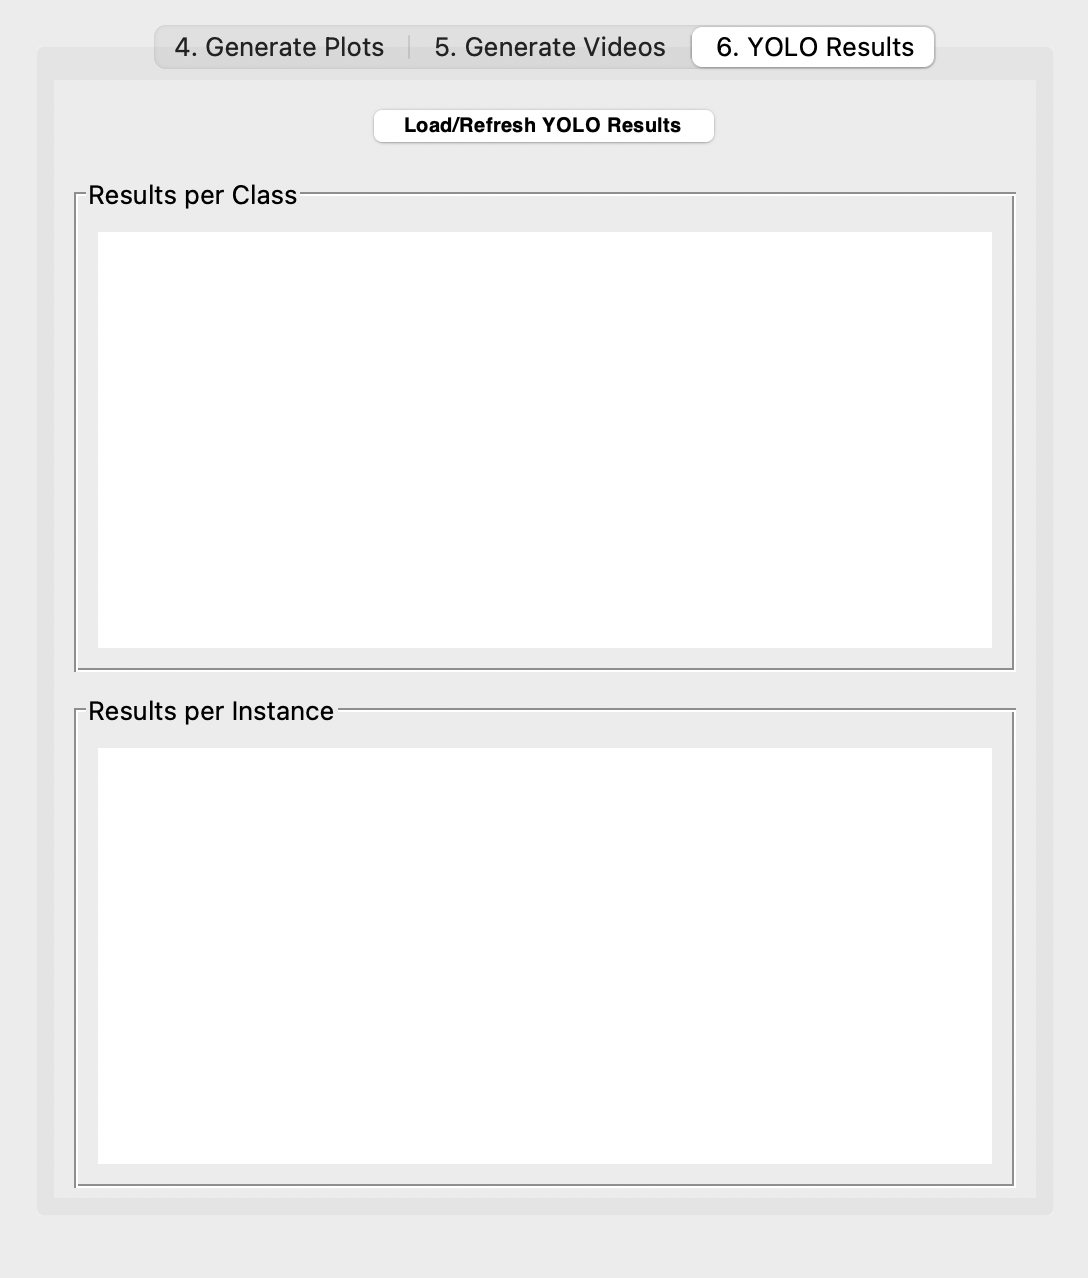 4. Generate Plots 5. Generate Videos 6. YOLO Results
Load/Refresh YOLO Results
Results per Class
Results per Instance